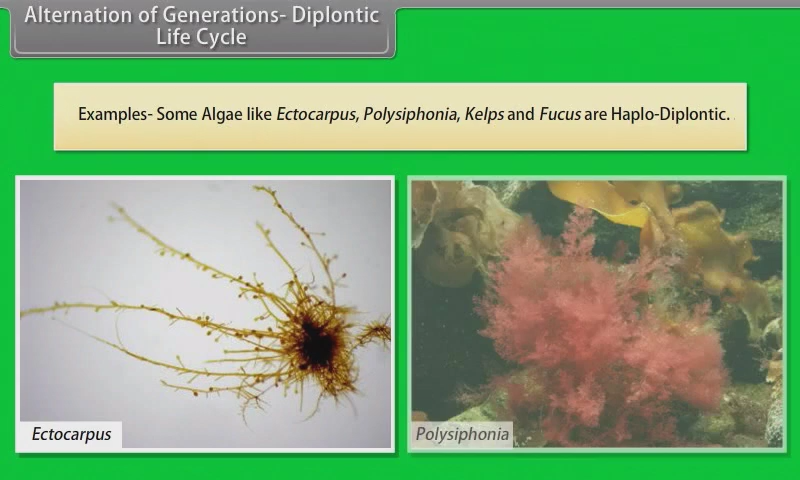 Alternation of Generations- Diplontic
Life Cycle
Examples- Some Algae like Ectocarpus, Polysiphonia, Kelps and Fucus are Haplo-Diplontic.
Ectocarpus
Polysiphonia